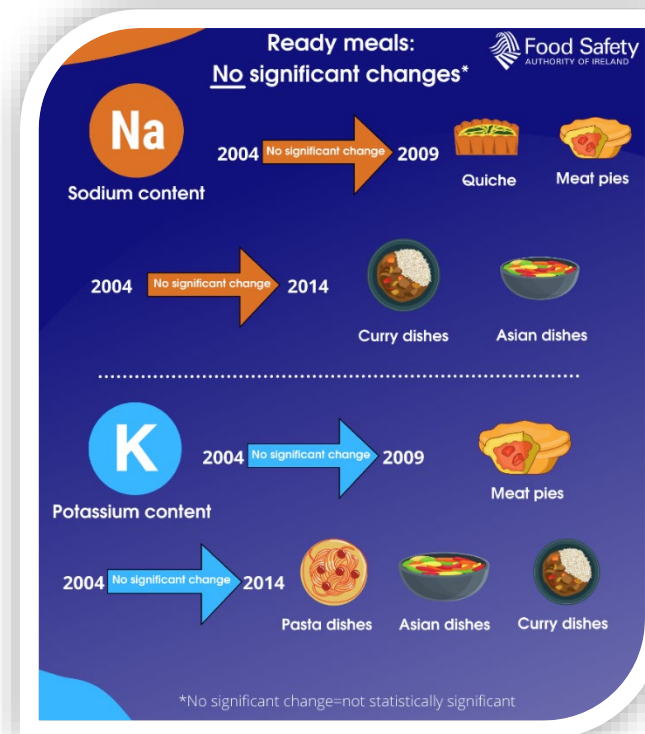 Ready meals:
No significant changes*
Food Safety
AUTHORITY OF IRELAND
Na
Sodium content
2004 No significant change 2009
Quiche Meat pies
2004 No significant change 2014
Curry dishes Asian dishes
K
Potassium content
2004 No significant change 2009
Meat pies
2004 No significant change 2014
Pasta dishes Asian dishes Curry dishes
*No significant change=not statistically significant